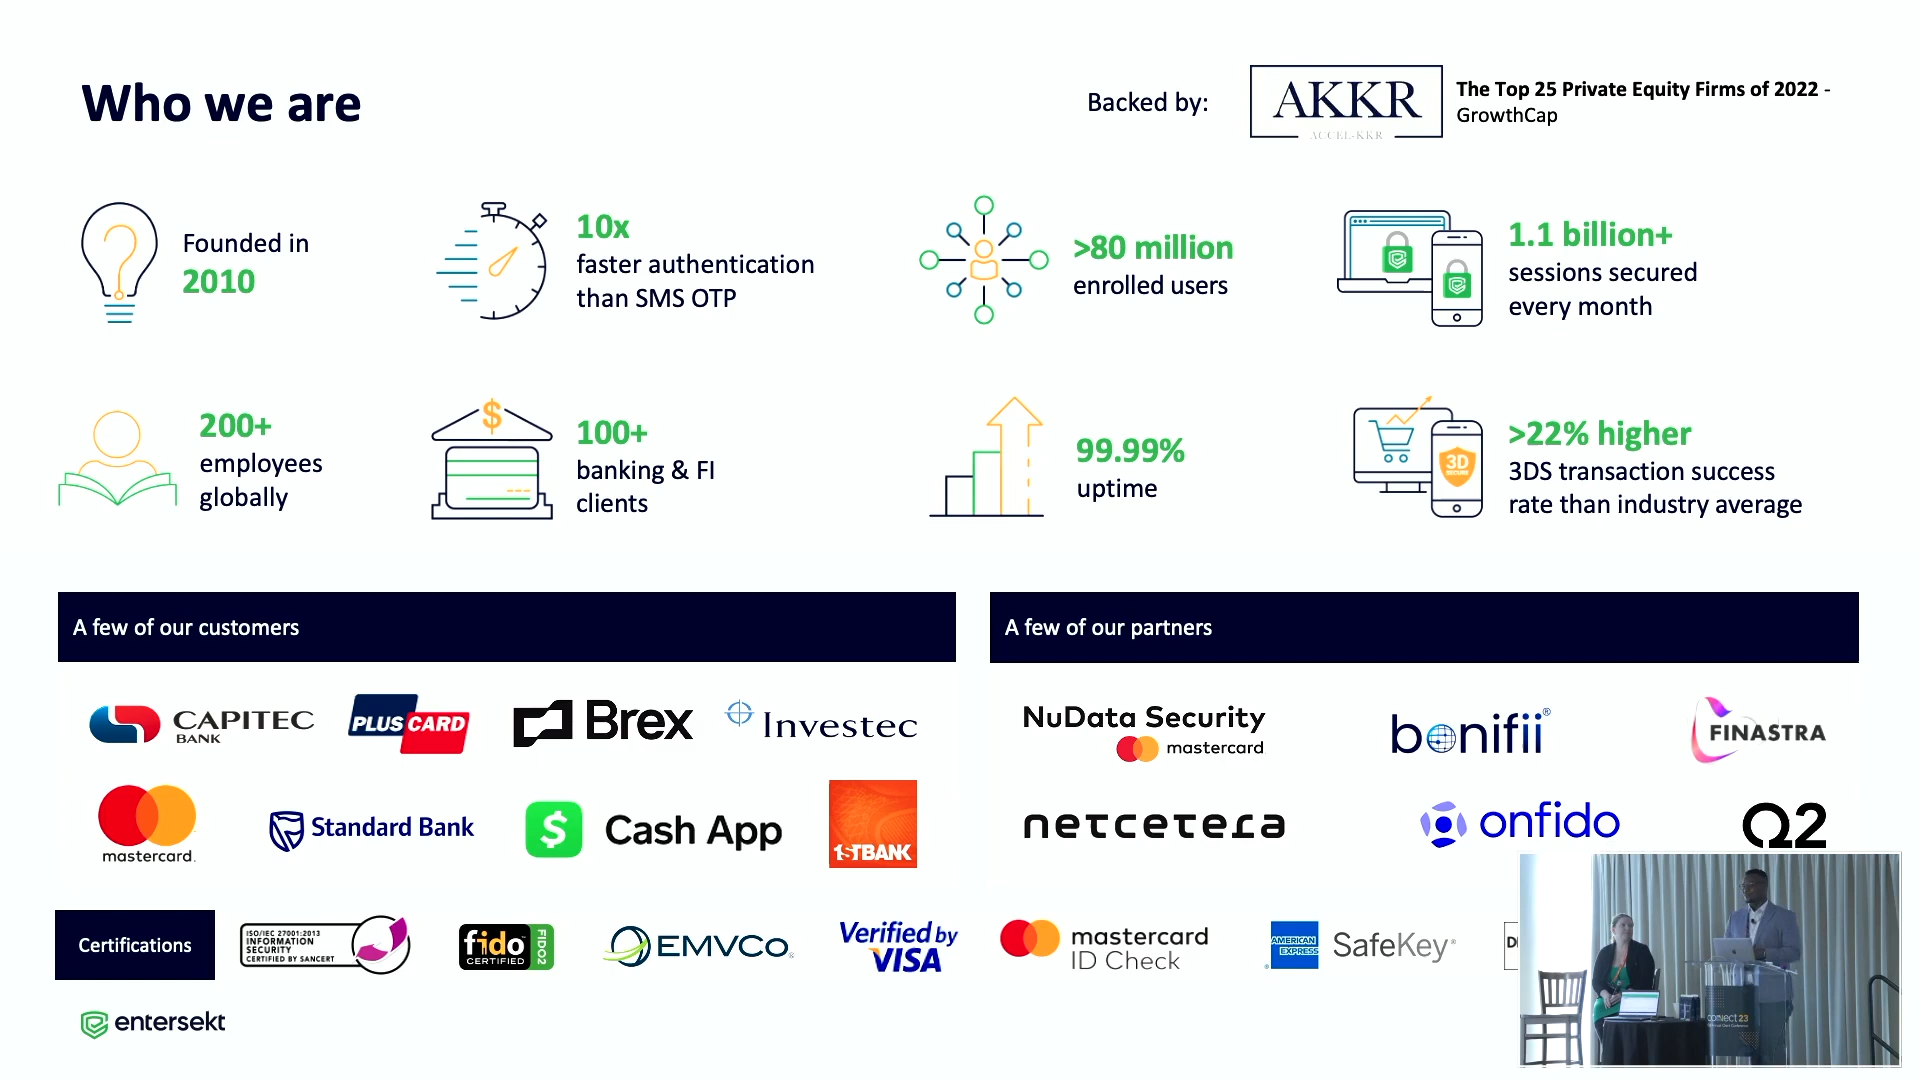 Who we are
Backed by:
AKKR
ACCEL-KKR
The Top 25 Private Equity Firms of 2022 -
GrowthCap
Founded in
2010
10x
faster authentication
than SMS OTP
>80 million
enrolled users
1.1 billion+
sessions secured
every month
200+
employees
globally
$
100+
banking & FI
clients
99.99%
uptime
3D
SECURE
>22% higher
3DS transaction success
rate than industry average
A few of our customers
CAPITEC
BANK
PLUSCARD
Brex
Investec
mastercard.
Standard Bank
$ Cash App
1STBANK
A few of our partners
NuData Security
mastercard
bonifii®
FINASTRA
netcetera
onfido
Q2
Certifications
ISO/IEC 27001:2013
INFORMATION
SECURITY
CERTIFIED BY SANCERT
fido
CERTIFIED
FIDO2
EMVCo®
Verified by
VISA
mastercard
ID Check
AMERICAN
EXPRESS
SafeKey®
entersekt
connect23